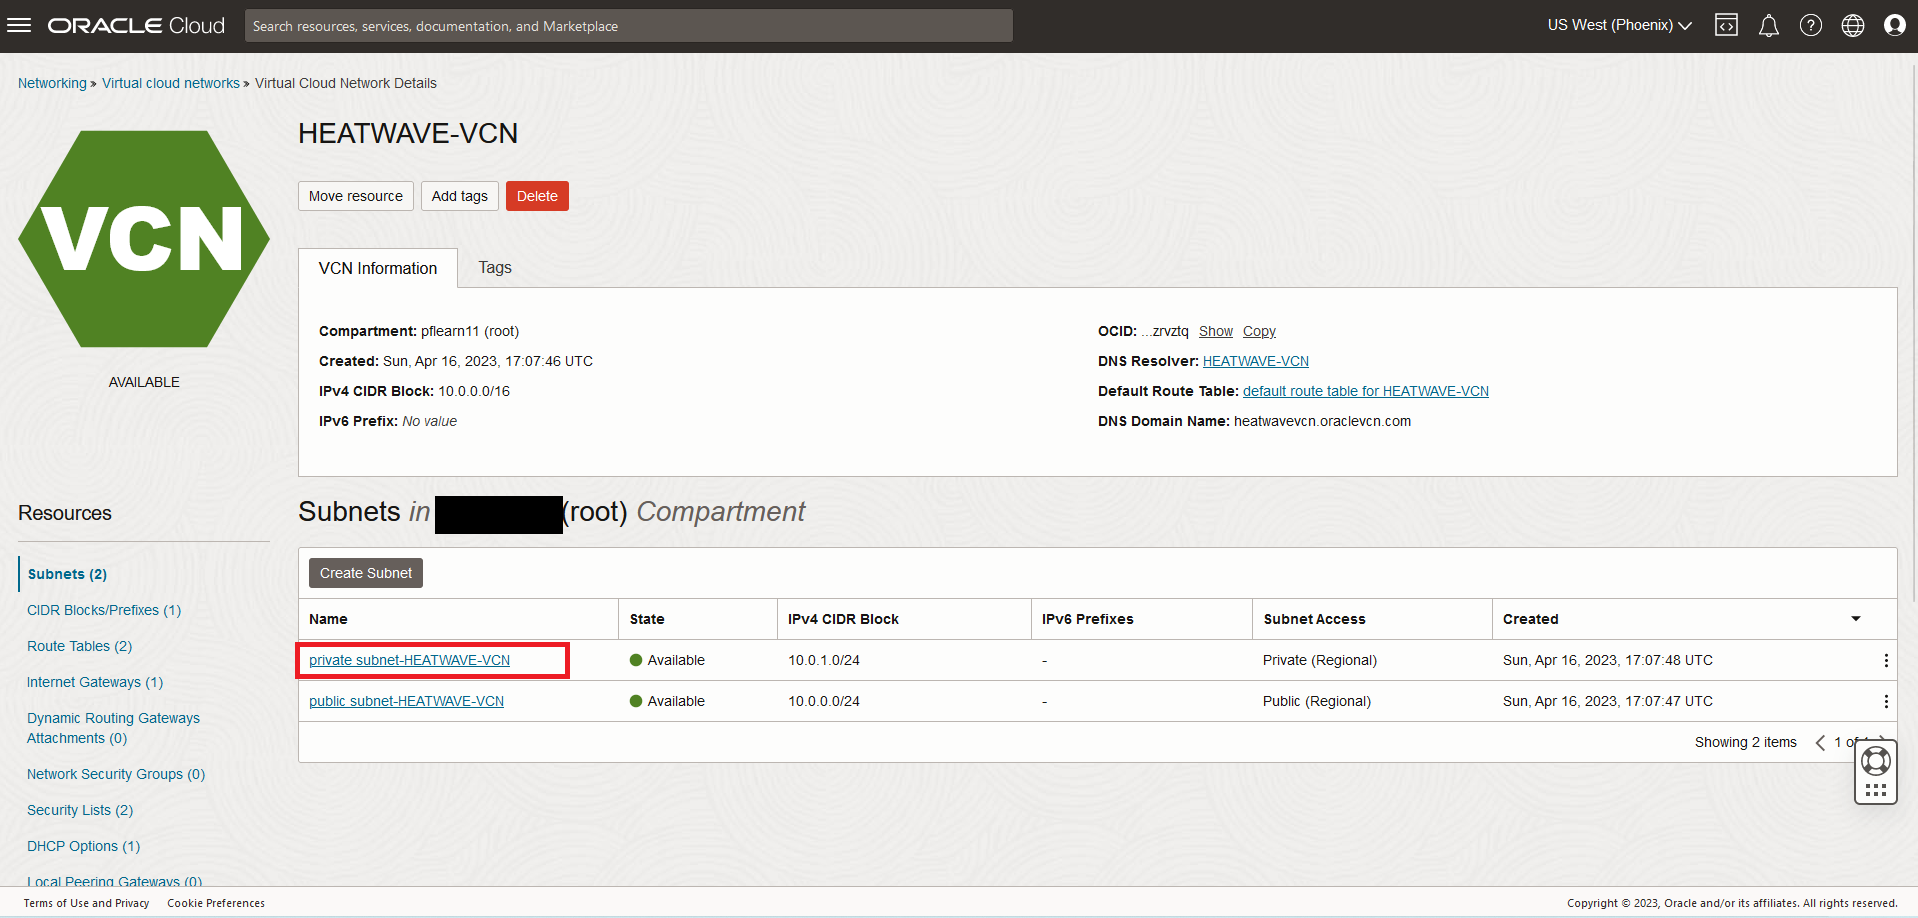 ORACLE Cloud
Search resources, services, documentation, and Marketplace
US West (Phoenix)
Networking » Virtual cloud networks » Virtual Cloud Network Details
VCN
AVAILABLE
HEATWAVE-VCN
Move resource Add tags Delete
VCN Information Tags
Compartment: pflearn11 (root)
Created: Sun, Apr 16, 2023, 17:07:46 UTC
IPv4 CIDR Block: 10.0.0.0/16
IPv6 Prefix: No value
OCID: ...zrvztq Show Copy
DNS Resolver: HEATWAVE-VCN
Default Route Table: default route table for HEATWAVE-VCN
DNS Domain Name: heatwavevcn.oraclevcn.com
Resources
Subnets (2)
CIDR Blocks/Prefixes (1)
Route Tables (2)
Internet Gateways (1)
Dynamic Routing Gateways
Attachments (0)
Network Security Groups (0)
Security Lists (2)
DHCP Options (1)
Local Peering Gateways (0)
Subnets in (root) Compartment
Create Subnet
Name State IPv4 CIDR Block IPv6 Prefixes Subnet Access Created
private subnet-HEATWAVE-VCN Available 10.0.1.0/24 - Private (Regional) Sun, Apr 16, 2023, 17:07:48 UTC
public subnet-HEATWAVE-VCN Available 10.0.0.0/24 - Public (Regional) Sun, Apr 16, 2023, 17:07:47 UTC
Showing 2 items 1 of
Terms of Use and Privacy Cookie Preferences
Copyright © 2023, Oracle and/or its affiliates. All rights reserved.